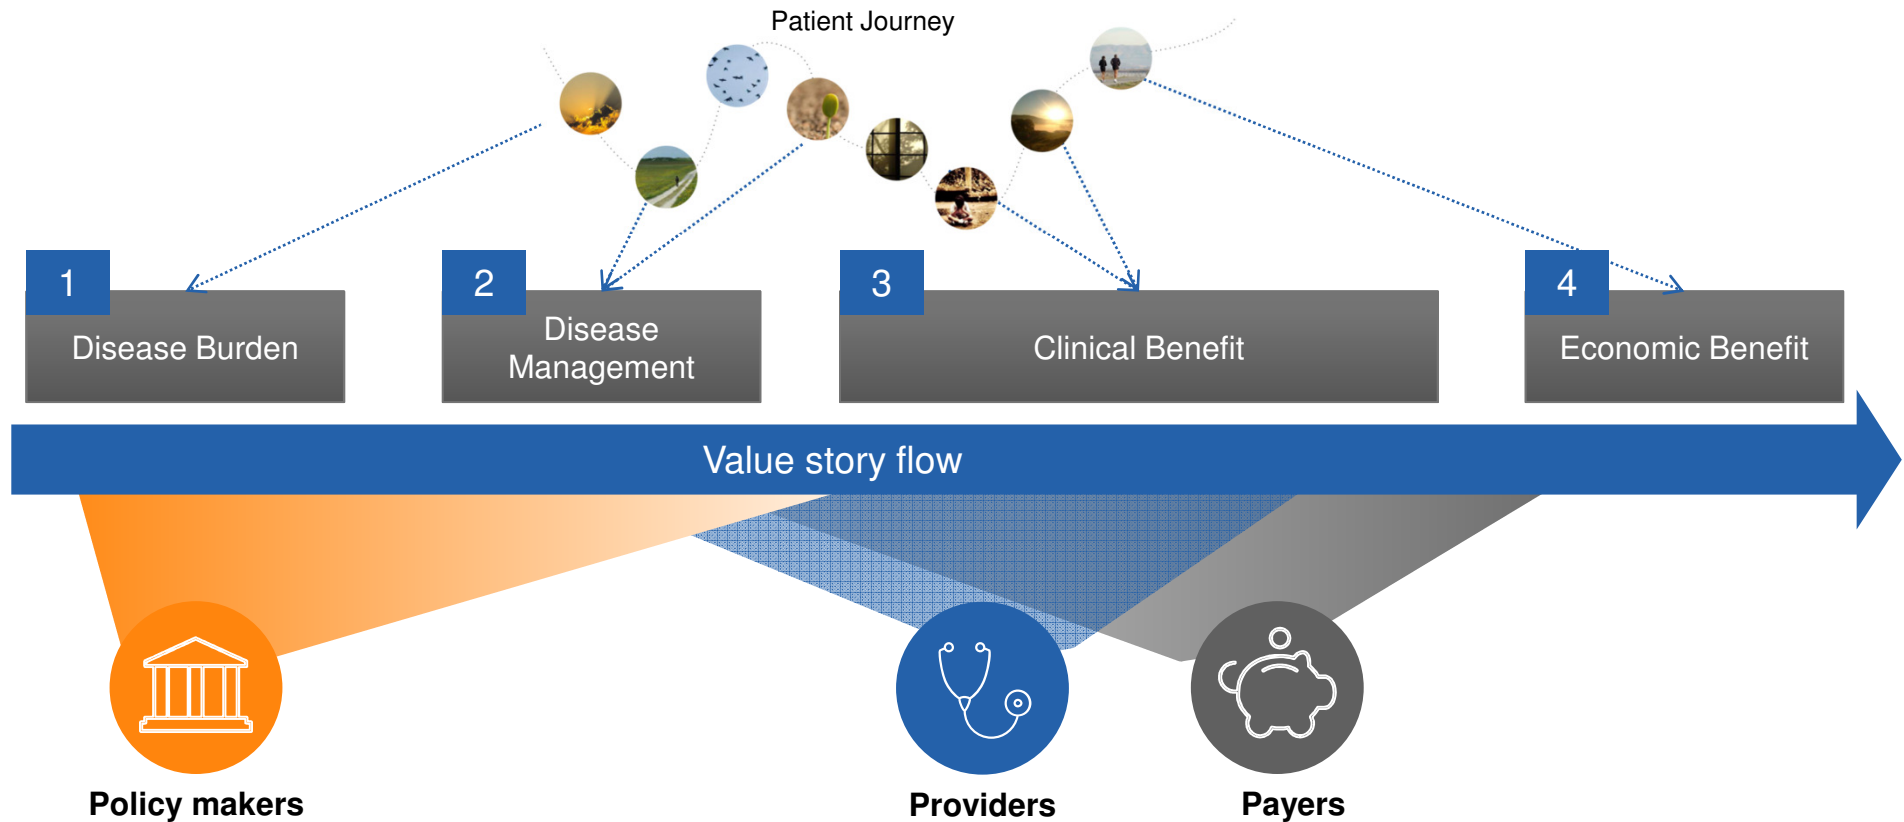 Patient Journey
1
Disease Burden
2
Disease
Management
3
Clinical Benefit
4
Economic Benefit
Value story flow
Policy makers
Providers
Payers